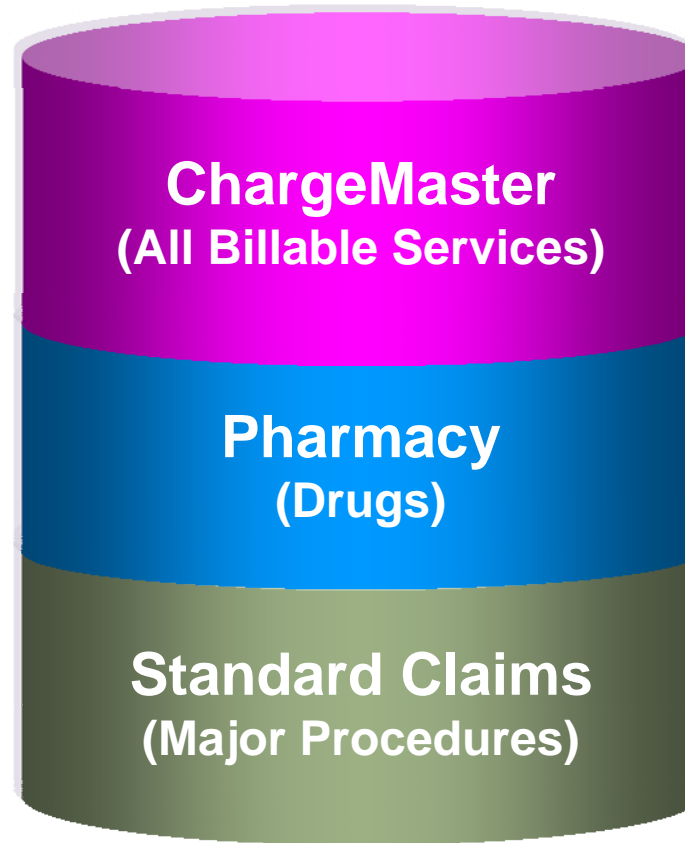 ChargeMaster
(All Billable Services)
Pharmacy
(Drugs)
Standard Claims
(Major Procedures)